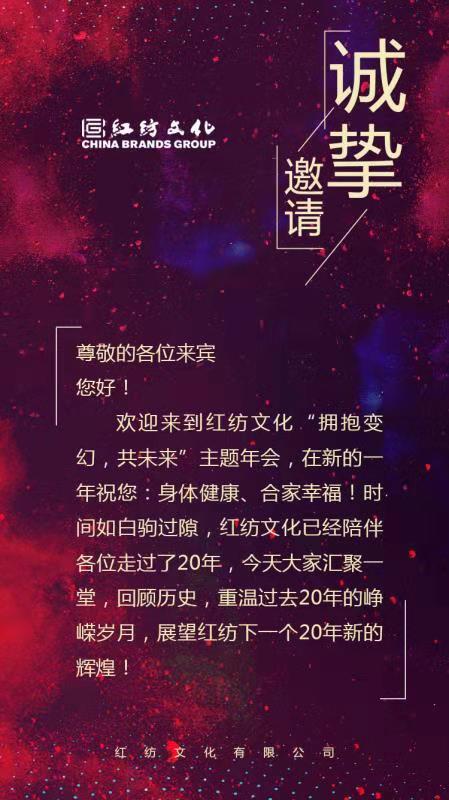 诚挚
邀请
红纺文化
CHINA BRANDS GROUP
尊敬的各位来宾
您好！
欢迎来到红纺文化“拥抱变
幻，共未来”主题年会，在新的一
年祝您：身体健康、合家幸福！时
间如白驹过隙，红纺文化已经陪伴
各位走过了20年，今天大家汇聚一
堂，回顾历史，重温过去20年的峥
嵘岁月，展望红纺下一个20年新的
辉煌！
红纺文化有限公司